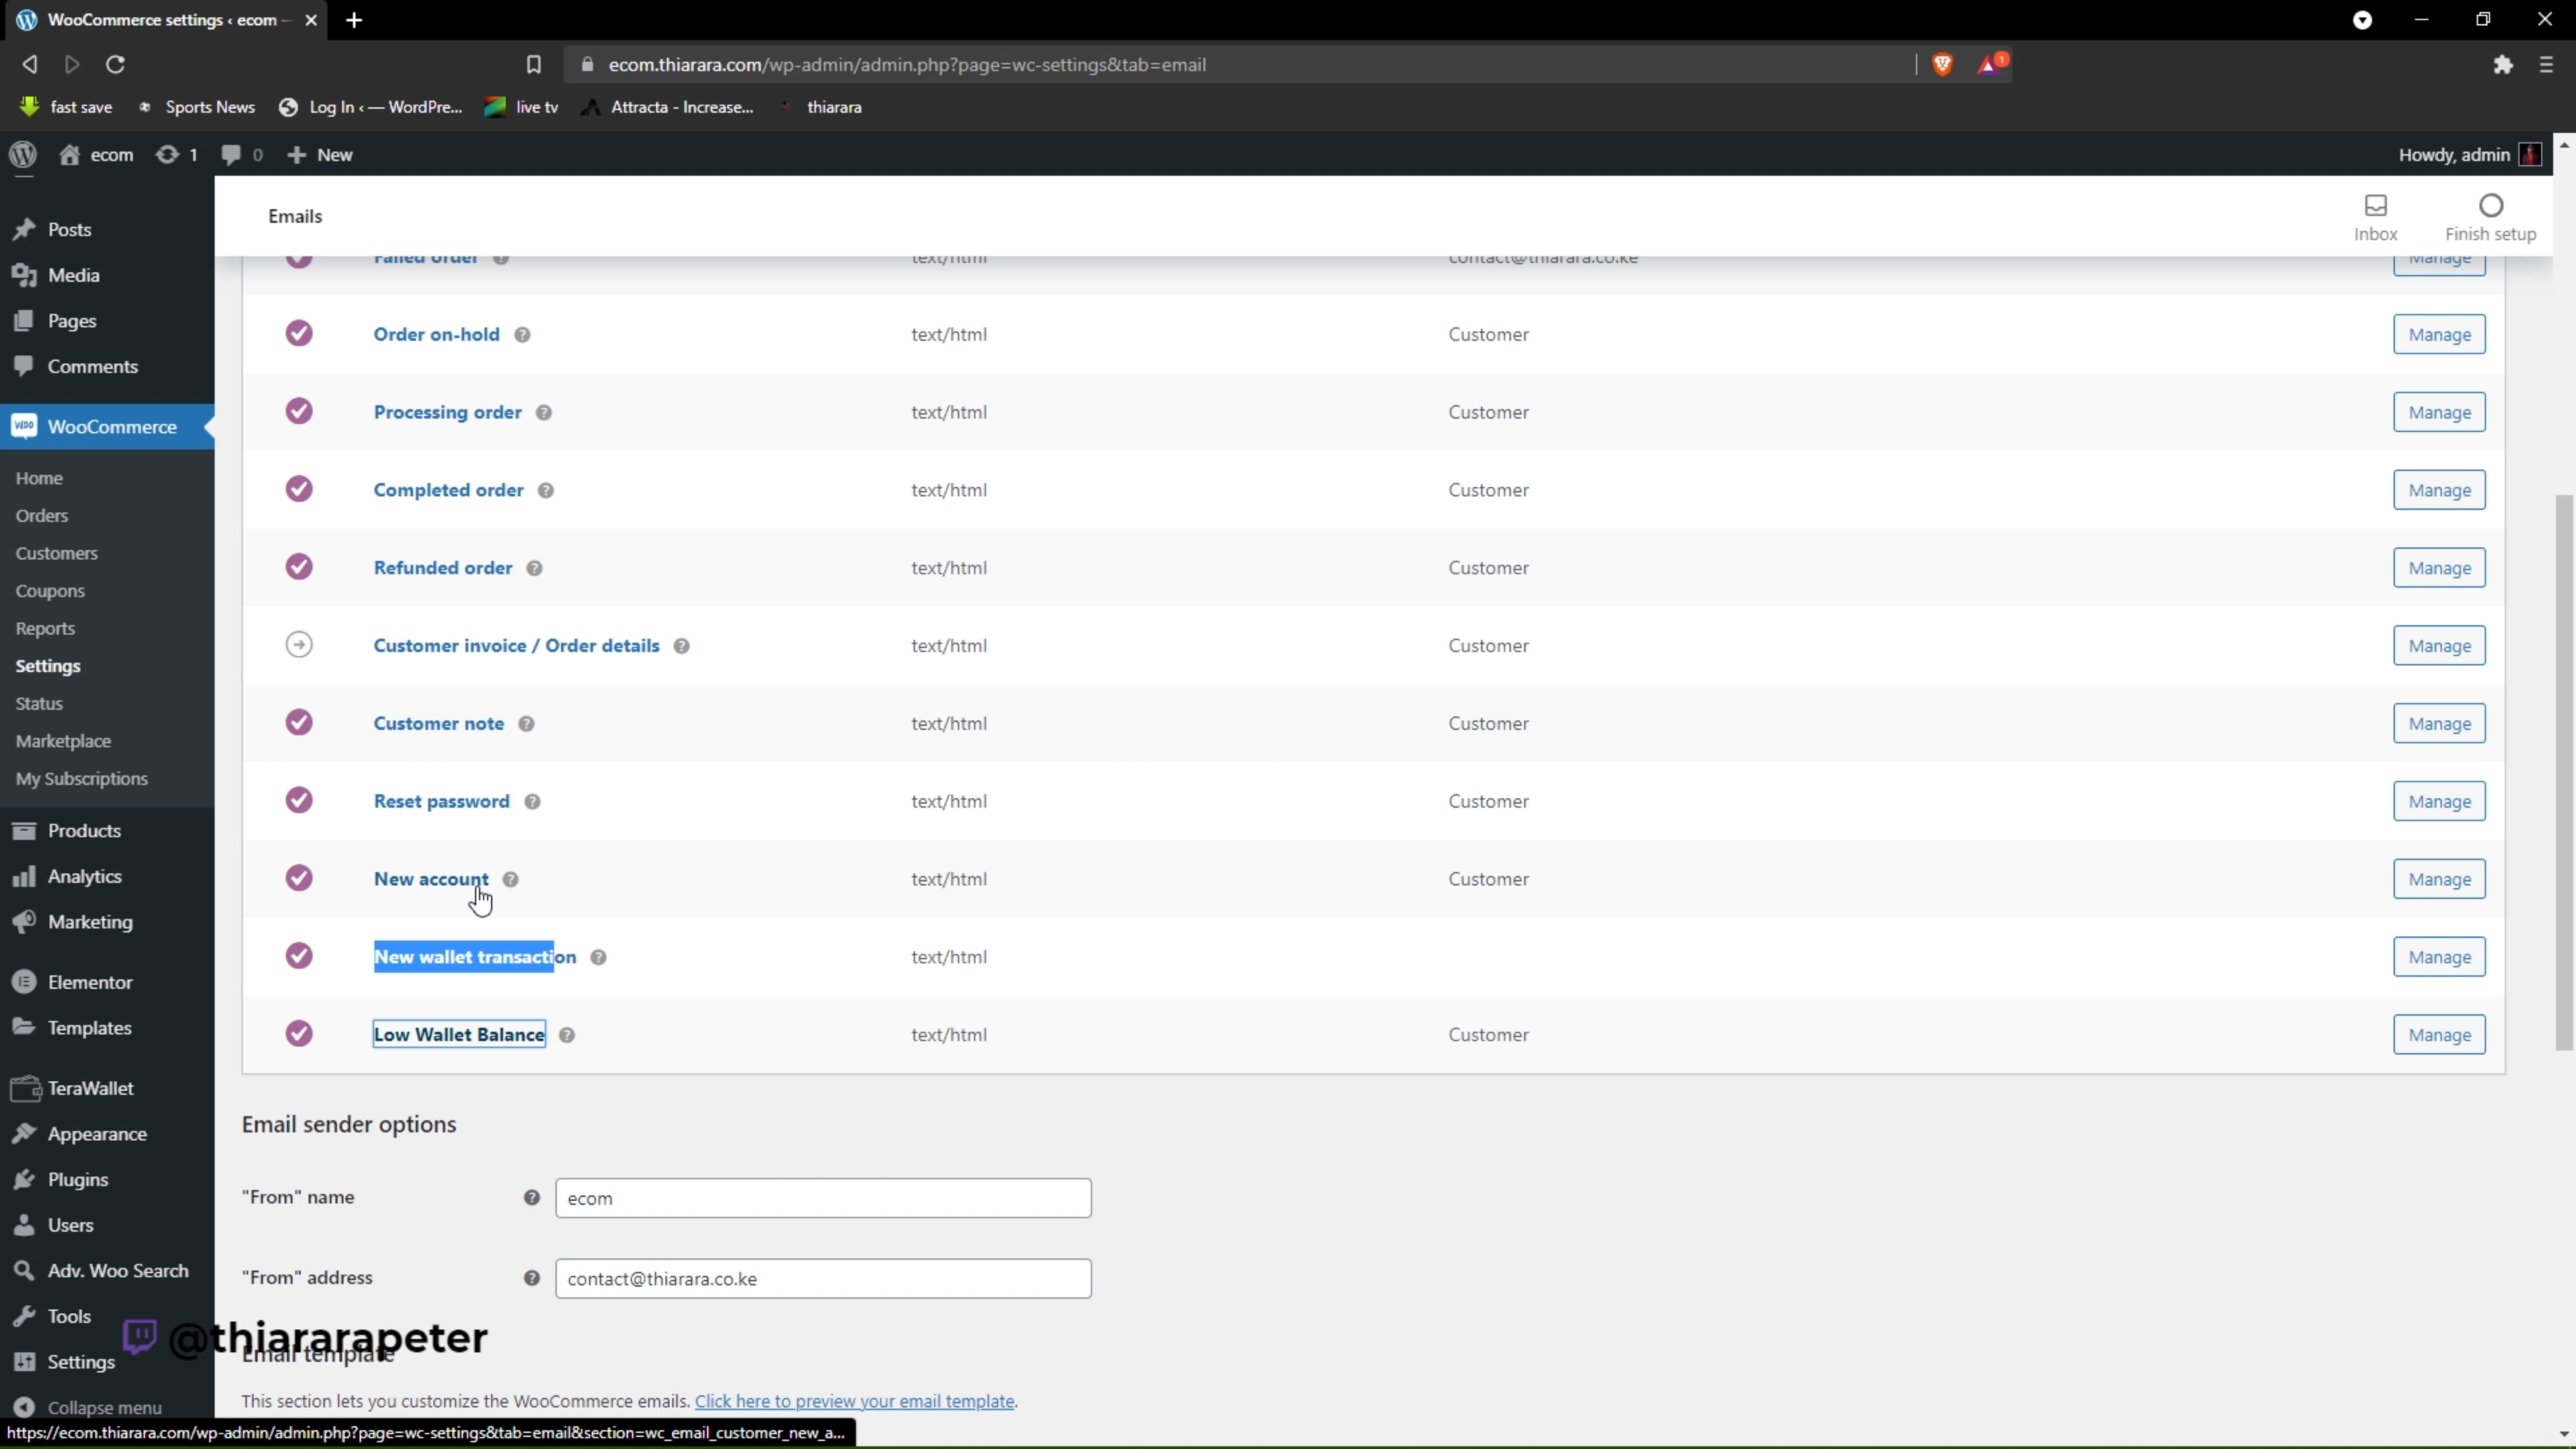 WooCommerce settings ‹ ecom –
ecom.thiarara.com/wp-admin/admin.php?page=wc-settings&tab=email
1
fast save
Sports News
Log In ‹ — WordPre...
live tv
Attracta - Increase...
thiarara
ecom
1
0
New
Howdy, admin
Emails
Inbox
Finish setup
Posts
Media
Pages
Comments
WooCommerce
Home
Orders
Customers
Coupons
Reports
Settings
Status
Marketplace
My Subscriptions
Products
Analytics
Marketing
Elementor
Templates
TeraWallet
Appearance
Plugins
Users
Adv. Woo Search
Tools
Settings
Collapse menu
Failed order text/html contact@thiarara.co.ke Manage
Order on-hold text/html Customer Manage
Processing order text/html Customer Manage
Completed order text/html Customer Manage
Refunded order text/html Customer Manage
Customer invoice / Order details text/html Customer Manage
Customer note text/html Customer Manage
Reset password text/html Customer Manage
New account text/html Customer Manage
New wallet transaction text/html Manage
Low Wallet Balance text/html Customer Manage
Email sender options
"From" name ecom
"From" address contact@thiarara.co.ke
@thiararapeter
Email template
This section lets you customize the WooCommerce emails. Click here to preview your email template.
https://ecom.thiarara.com/wp-admin/admin.php?page=wc-settings&tab=email&section=wc_email_customer_new_a...